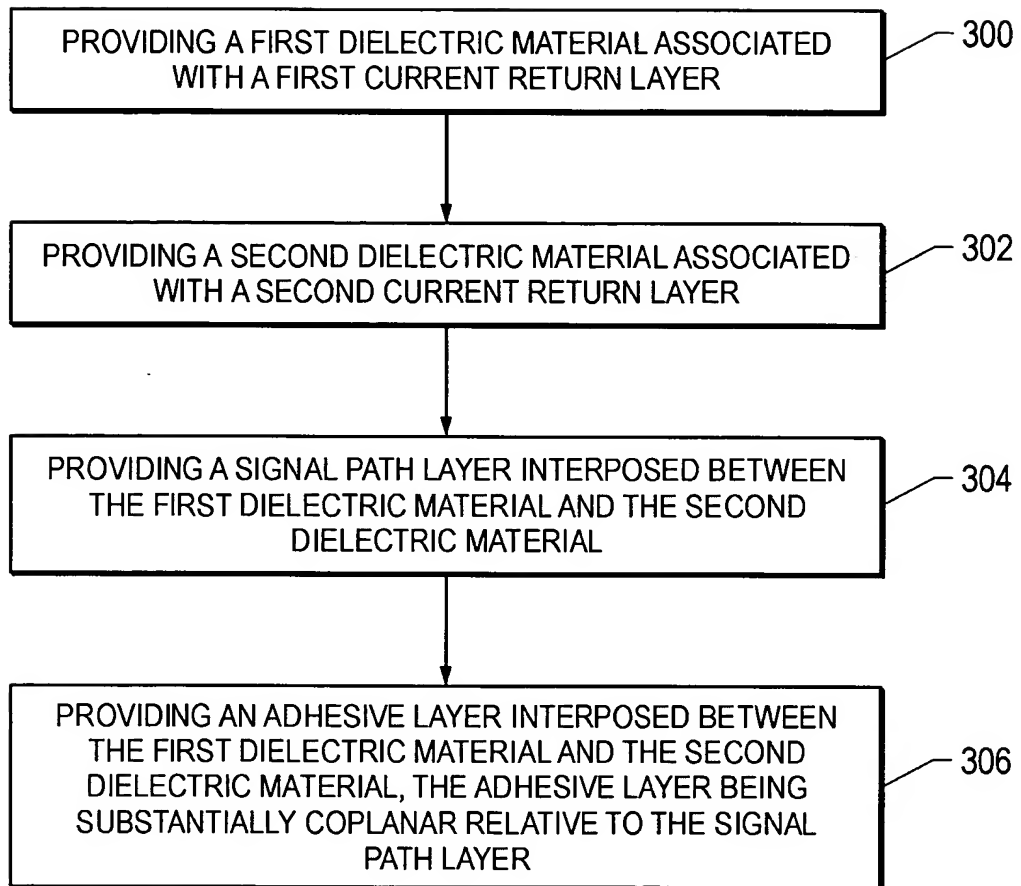 PROVIDING A FIRST DIELECTRIC MATERIAL ASSOCIATED
WITH A FIRST CURRENT RETURN LAYER
300
PROVIDING A SECOND DIELECTRIC MATERIAL ASSOCIATED
WITH A SECOND CURRENT RETURN LAYER
302
PROVIDING A SIGNAL PATH LAYER INTERPOSED BETWEEN
THE FIRST DIELECTRIC MATERIAL AND THE SECOND
DIELECTRIC MATERIAL
304
PROVIDING AN ADHESIVE LAYER INTERPOSED BETWEEN
THE FIRST DIELECTRIC MATERIAL AND THE SECOND
DIELECTRIC MATERIAL, THE ADHESIVE LAYER BEING
SUBSTANTIALLY COPLANAR RELATIVE TO THE SIGNAL
PATH LAYER
306